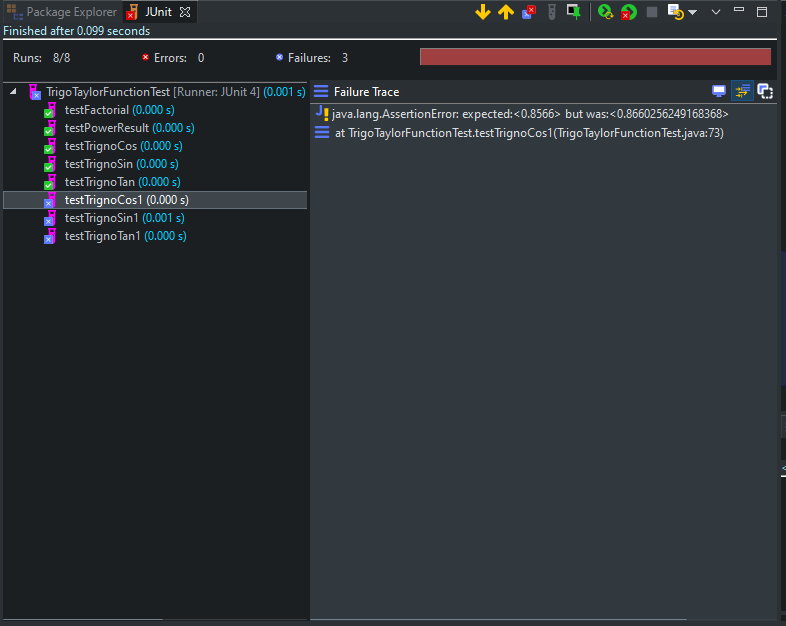 Package Explorer JUnit
Finished after 0.099 seconds
Runs: 8/8 Errors: 0 Failures: 3
TrigoTaylorFunctionTest [Runner: JUnit 4] (0.001 s)
testFactorial (0.000 s)
testPowerResult (0.000 s)
testTrignoCos (0.000 s)
testTrignoSin (0.000 s)
testTrignoTan (0.000 s)
testTrignoCos1 (0.000 s)
testTrignoSin1 (0.001 s)
testTrignoTan1 (0.000 s)
Failure Trace
java.lang.AssertionError: expected:<0.8566> but was:<0.8660256249168368>
at TrigoTaylorFunctionTest.testTrignoCos1(TrigoTaylorFunctionTest.java:73)